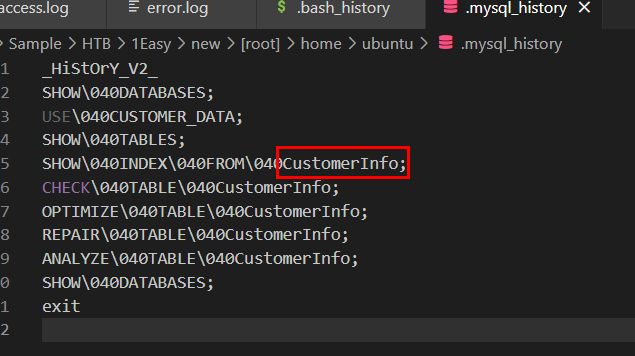 access.log error.log $ .bash_history .mysql_history ×
Sample > HTB > 1Easy > new > [root] > home > ubuntu > .mysql_history
1 _HiStOrY_V2_
2 SHOW\040DATABASES;
3 USE\040CUSTOMER_DATA;
4 SHOW\040TABLES;
5 SHOW\040INDEX\040FROM\040CustomerInfo;
6 CHECK\040TABLE\040CustomerInfo;
7 OPTIMIZE\040TABLE\040CustomerInfo;
8 REPAIR\040TABLE\040CustomerInfo;
9 ANALYZE\040TABLE\040CustomerInfo;
0 SHOW\040DATABASES;
1 exit
2